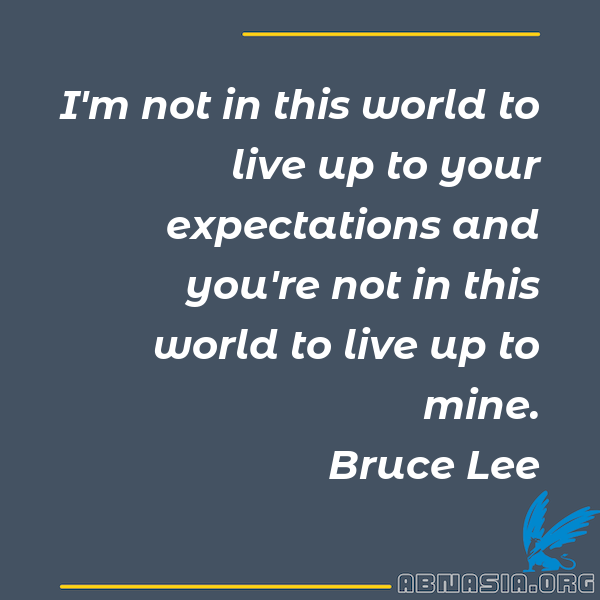 I'm not in this world to
live up to your
expectations and
you're not in this
world to live up to
mine.
Bruce Lee
ABNASIA.ORG